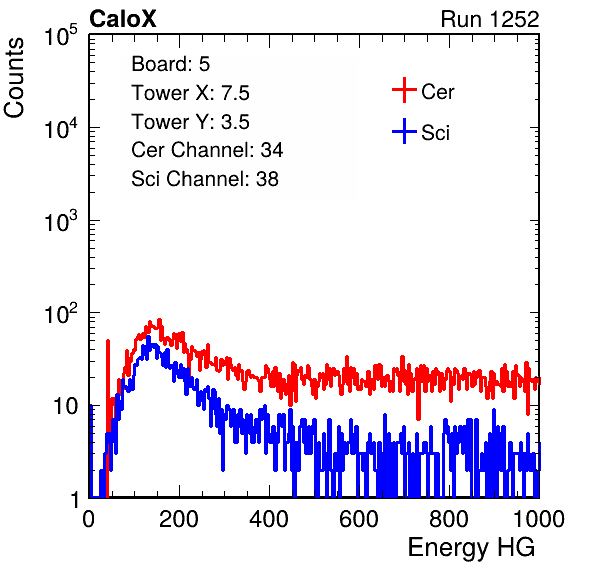 CaloX Run 1252
Counts
Board: 5
Tower X: 7.5
Tower Y: 3.5
Cer Channel: 34
Sci Channel: 38
Cer
Sci
10^5
10^4
10^3
10^2
10
1
0 200 400 600 800 1000
Energy HG